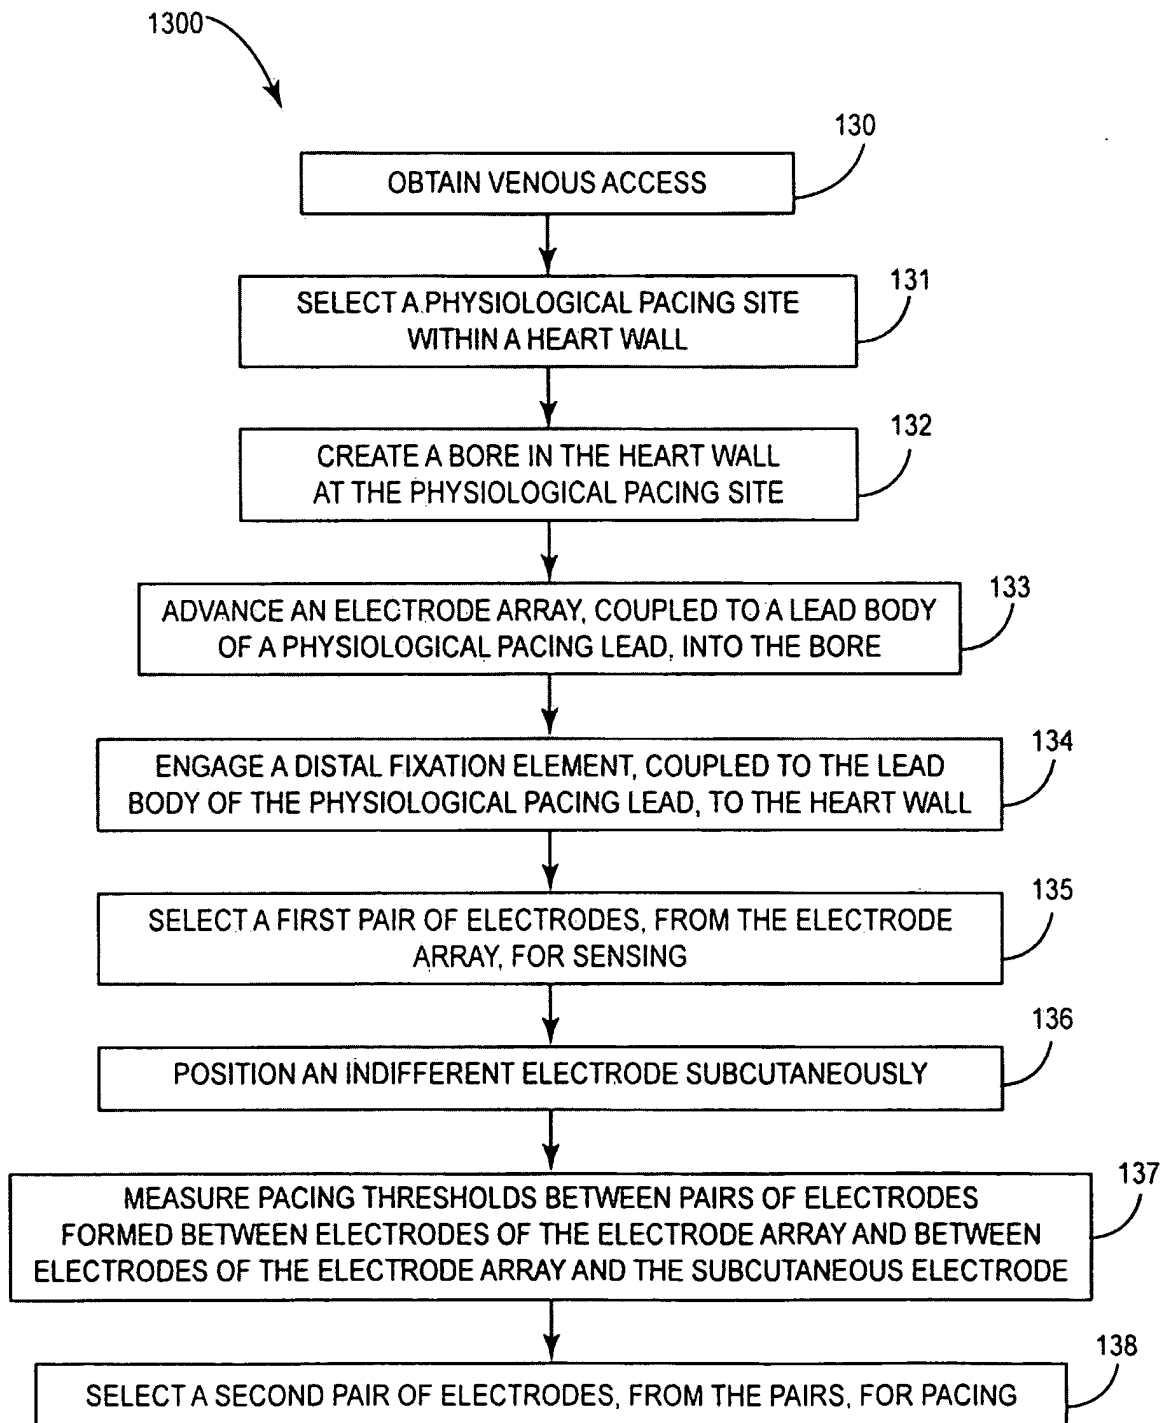 1300
130
OBTAIN VENOUS ACCESS
131
SELECT A PHYSIOLOGICAL PACING SITE
WITHIN A HEART WALL
132
CREATE A BORE IN THE HEART WALL
AT THE PHYSIOLOGICAL PACING SITE
133
ADVANCE AN ELECTRODE ARRAY, COUPLED TO A LEAD BODY
OF A PHYSIOLOGICAL PACING LEAD, INTO THE BORE
134
ENGAGE A DISTAL FIXATION ELEMENT, COUPLED TO THE LEAD
BODY OF THE PHYSIOLOGICAL PACING LEAD, TO THE HEART WALL
135
SELECT A FIRST PAIR OF ELECTRODES, FROM THE ELECTRODE
ARRAY, FOR SENSING
136
POSITION AN INDIFFERENT ELECTRODE SUBCUTANEOUSLY
137
MEASURE PACING THRESHOLDS BETWEEN PAIRS OF ELECTRODES
FORMED BETWEEN ELECTRODES OF THE ELECTRODE ARRAY AND BETWEEN
ELECTRODES OF THE ELECTRODE ARRAY AND THE SUBCUTANEOUS ELECTRODE
138
SELECT A SECOND PAIR OF ELECTRODES, FROM THE PAIRS, FOR PACING